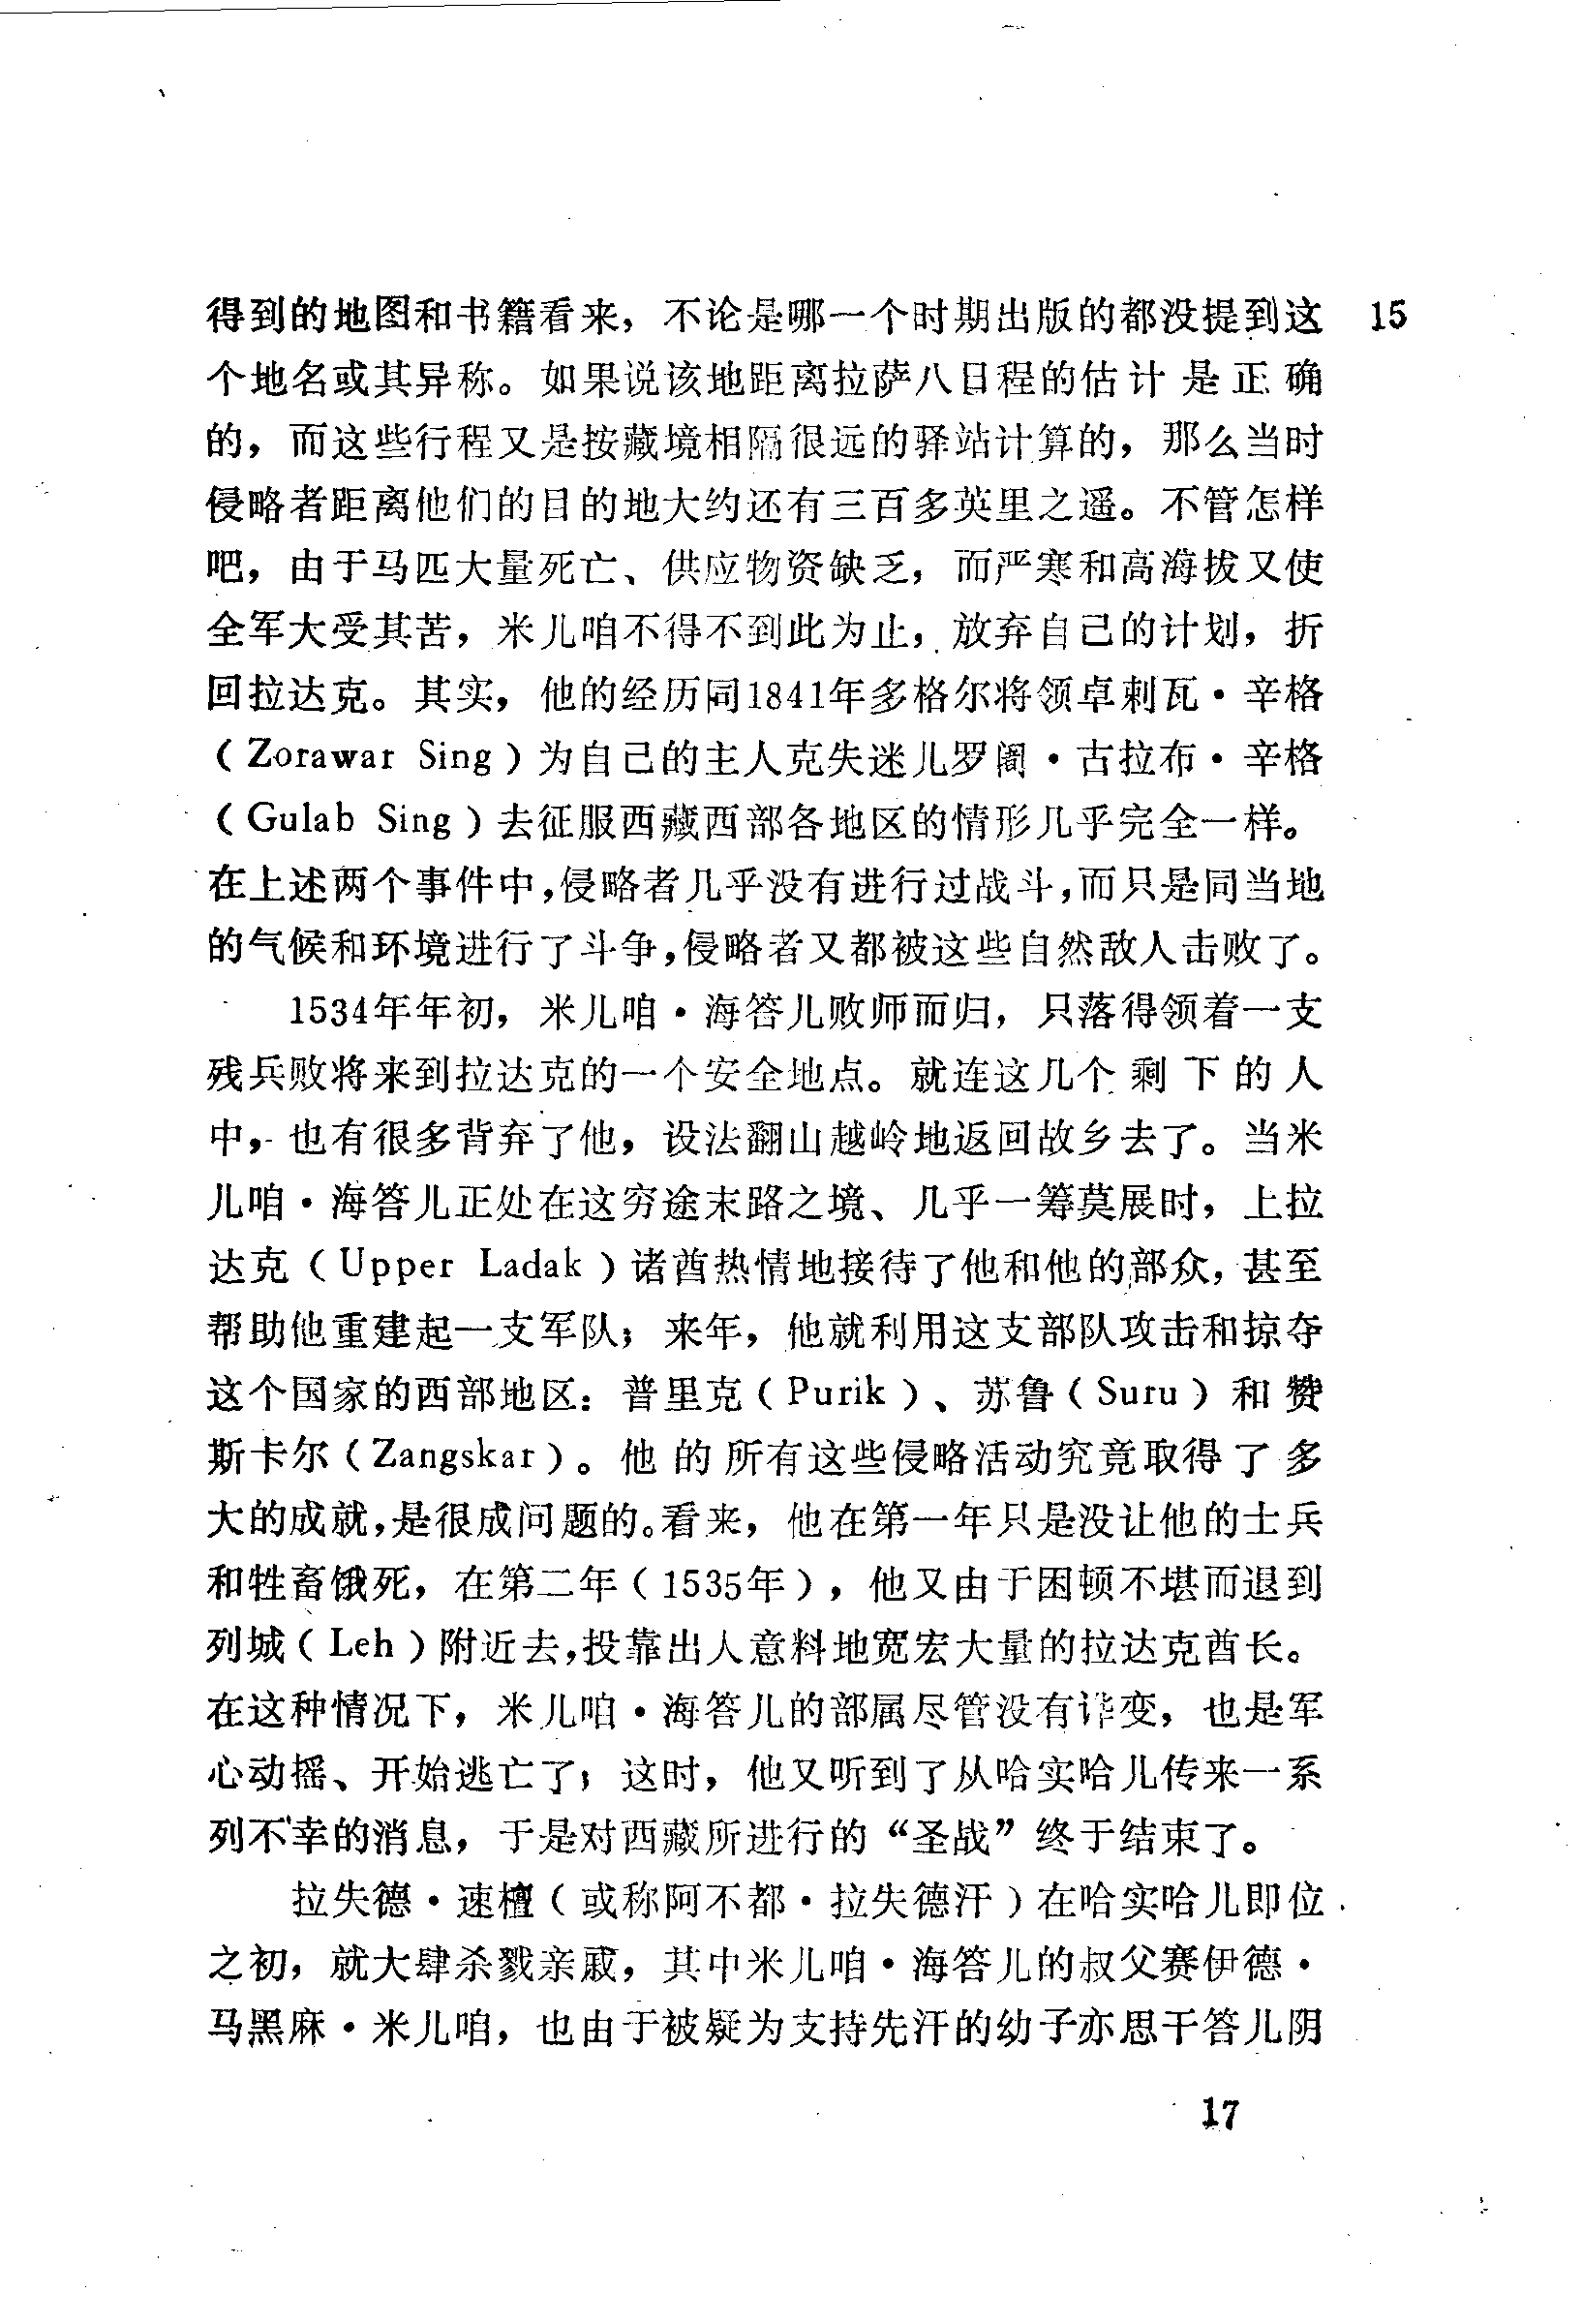 得到的地图和书籍看来，不论是哪一个时期出版的都没提到这 15
个地名或其异称。如果说该地距离拉萨八日程的估计是正确
的，而这些行程又是按藏境相隔很远的驿站计算的，那么当时
侵略者距离他们的目的地大约还有三百多英里之遥。不管怎样
吧，由于马匹大量死亡、供应物资缺乏，而严寒和高海拔又使
全军大受其苦，米儿咱不得不到此为止，放弃自己的计划，折
回拉达克。其实，他的经历同1841年多格尔将领卓剌瓦·辛格
（Zorawar Sing）为自己的主人克失迷儿罗阇·古拉布·辛格
（Gulab Sing）去征服西藏西部各地区的情形几乎完全一样。
在上述两个事件中，侵略者几乎没有进行过战斗，而只是同当地
的气候和环境进行了斗争，侵略者又都被这些自然敌人击败了。
1534年年初，米儿咱·海答儿败师而归，只落得领着一支
残兵败将来到拉达克的一个安全地点。就连这几个剩下的人
中，也有很多背弃了他，设法翻山越岭地返回故乡去了。当米
儿咱·海答儿正处在这穷途末路之境、几乎一筹莫展时，上拉
达克（Upper Ladak）诸酋热情地接待了他和他的部众，甚至
帮助他重建起一支军队；来年，他就利用这支部队攻击和掠夺
这个国家的西部地区：普里克（Purik）、苏鲁（Suru）和赞
斯卡尔（Zangskar）。他的所有这些侵略活动究竟取得了多
大的成就，是很成问题的。看来，他在第一年只是没让他的士兵
和牲畜饿死，在第二年（1535年），他又由于困顿不堪而退到
列城（Leh）附近去，投靠出人意料地宽宏大量的拉达克酋长。
在这种情况下，米儿咱·海答儿的部属尽管没有哗变，也是军
心动摇、开始逃亡了；这时，他又听到了从哈实哈儿传来一系
列不幸的消息，于是对西藏所进行的“圣战”终于结束了。
拉失德·速檀（或称阿不都·拉失德汗）在哈实哈儿即位
之初，就大肆杀戮亲戚，其中米儿咱·海答儿的叔父赛伊德·
马黑麻·米儿咱，也由于被疑为支持先汗的幼子亦思干答儿阴
17